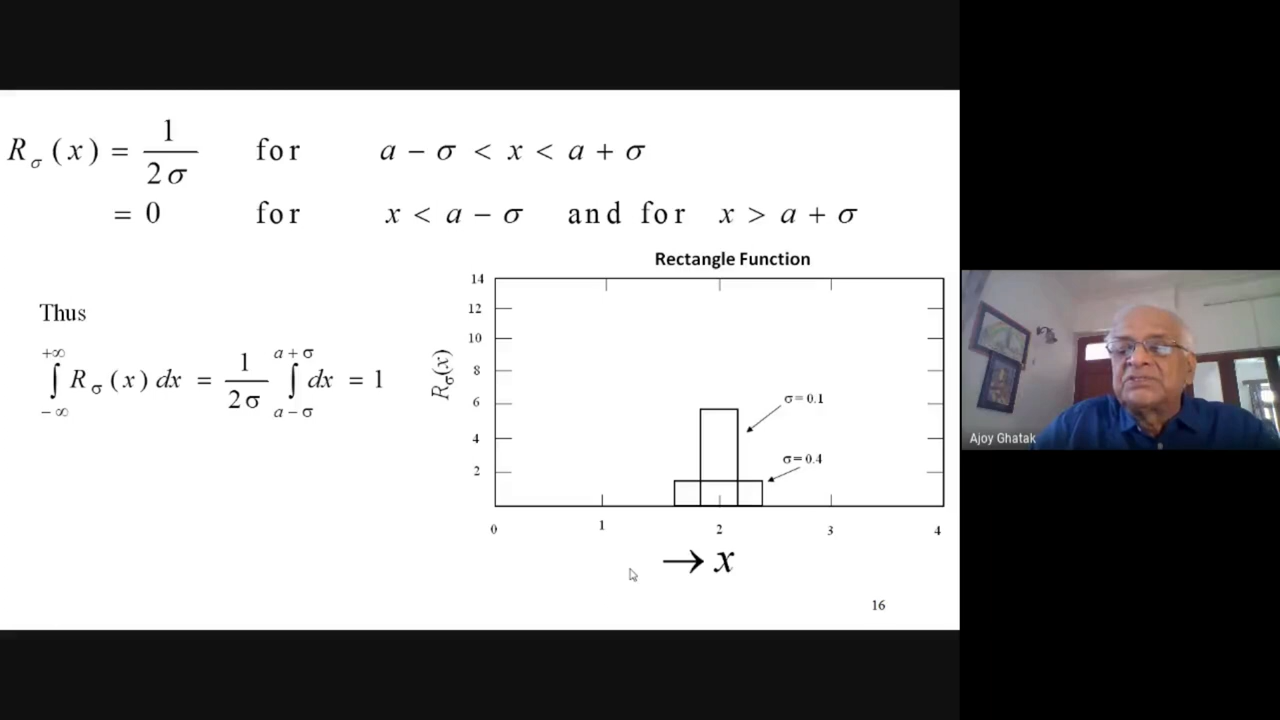 R_σ(x) = 1/2σ for a − σ < x < a + σ
= 0 for x < a − σ and for x > a + σ
Thus
∫_{−∞}^{+∞} R_σ(x) dx = 1/2σ ∫_{a−σ}^{a+σ} dx = 1
Rectangle Function
14
12
10
8
6
4
2
R_σ(x)
σ= 0.1
σ= 0.4
0 1 2 3 4
→ x
16
Ajoy Ghatak